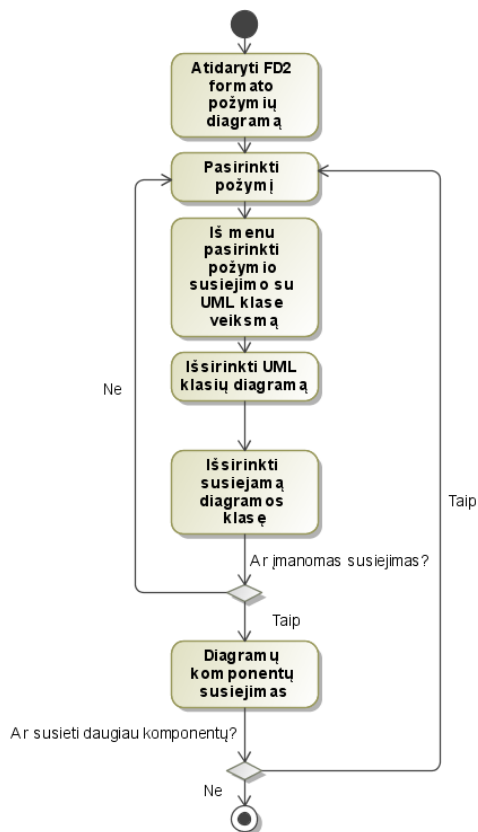 Atidaryti FD2
formato
požymių
diagramą
Pasirinkti
požymį
Iš menu
pasirinkti
požymio
susiejimo su
UML klase
veiksmą
Išsirinkti UML
klasių diagramą
Ne
Išsirinkti
susiejamą
diagramos
klasę
Taip
Ar įmanomas susiejimas?
Taip
Diagramų
komponentų
susiejimas
Ar susieti daugiau komponentų?
Ne